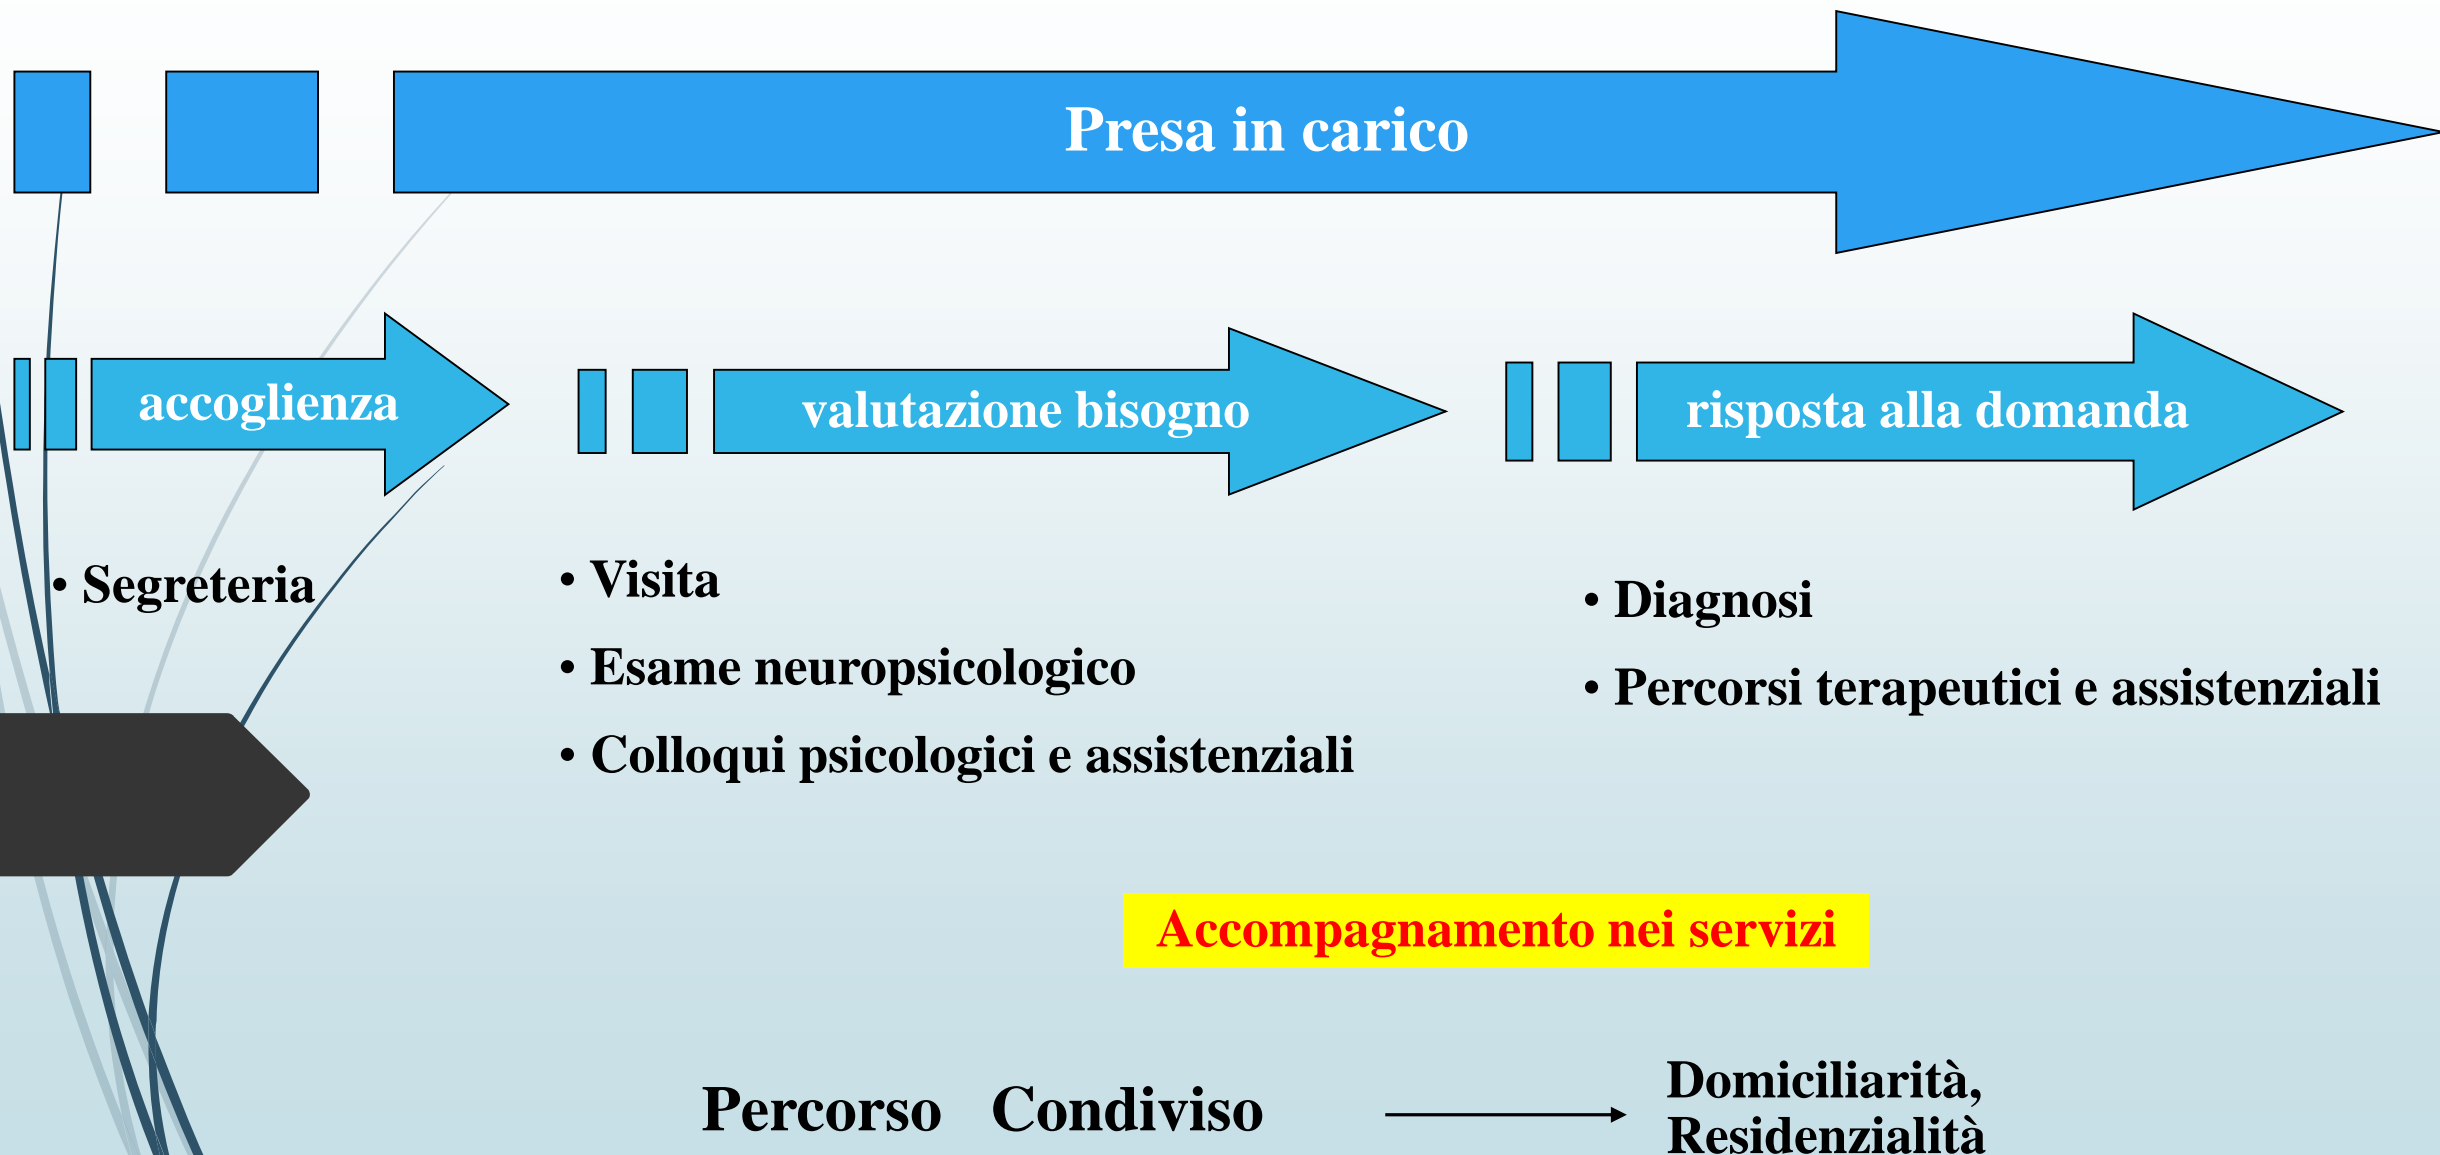 Presa in carico
accoglienza
valutazione bisogno
risposta alla domanda
• Segreteria
• Visita
• Esame neuropsicologico
• Colloqui psicologici e assistenziali
• Diagnosi
• Percorsi terapeutici e assistenziali
Accompagnamento nei servizi
Percorso Condiviso
Domiciliarità,
Residenzialità